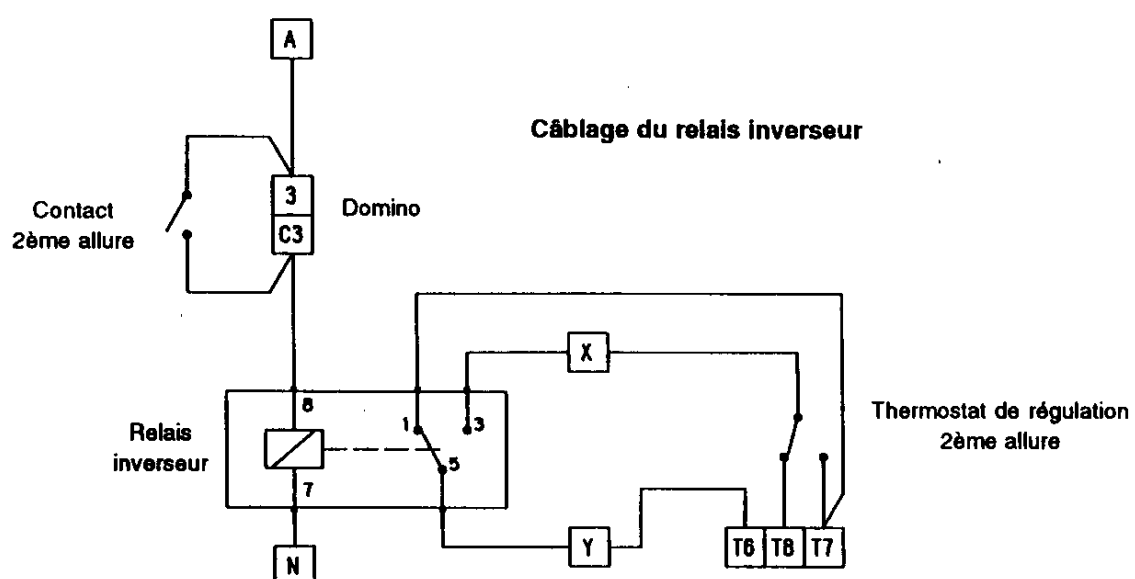 A
Câblage du relais inverseur
3
C3
Domino
Contact
2ème allure
X
Thermostat de régulation
2ème allure
8
1
3
Relais
inverseur
5
7
Y
T6 T8 T7
N